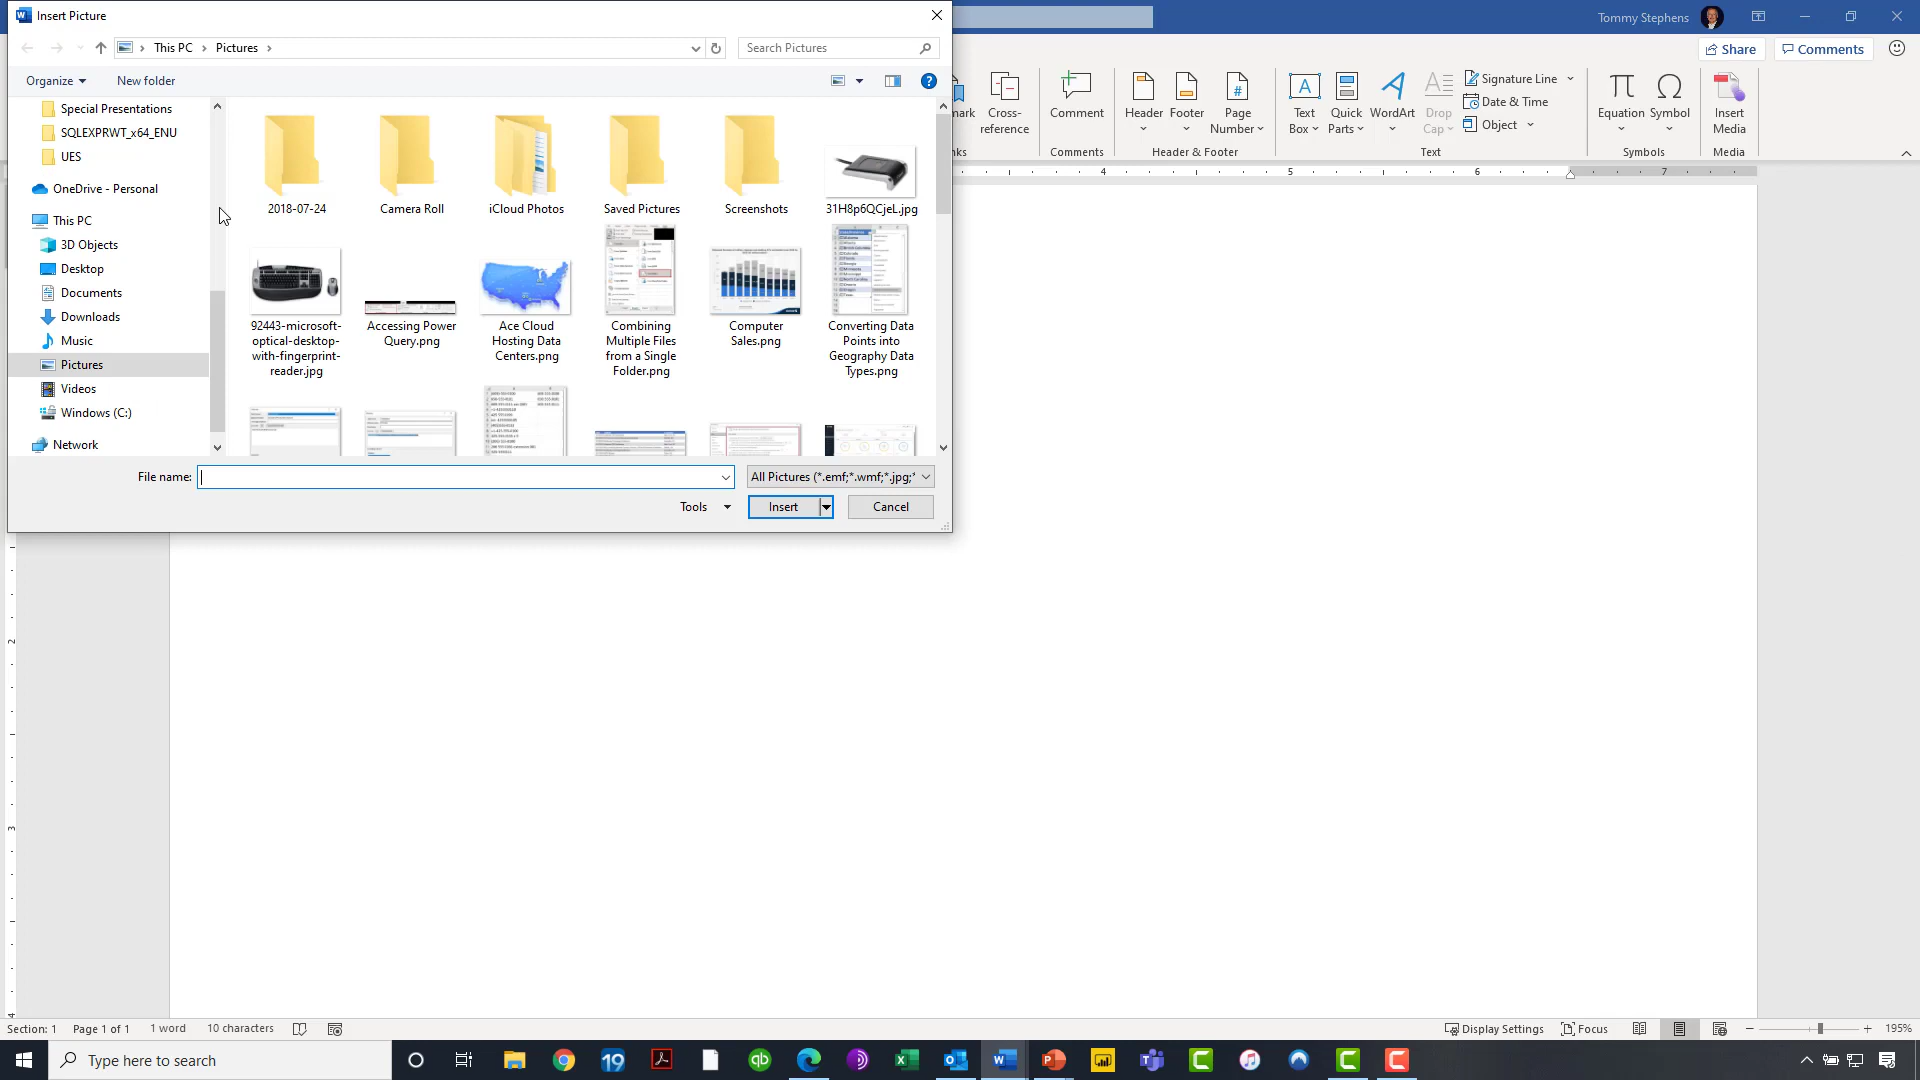 Insert Picture
Tommy Stephens
This PC
Pictures
Search Pictures
Share
Comments
Organize
New folder
Special Presentations
SQLEXPRWT_x64_ENU
UES
OneDrive - Personal
This PC
3D Objects
Desktop
Documents
Downloads
Music
Pictures
Videos
Windows (C:)
Network
2018-07-24
Camera Roll
iCloud Photos
Saved Pictures
Screenshots
31H8p6QCjeL.jpg
92443-microsoft-
optical-desktop-
with-fingerprint-
reader.jpg
Accessing Power
Query.png
Ace Cloud
Hosting Data
Centers.png
Combining
Multiple Files
from a Single
Folder.png
Computer
Sales.png
Converting Data
Points into
Geography Data
Types.png
File name:
All Pictures (*.emf;*.wmf;*.jpg;*
Tools
Insert
Cancel
Cross-
reference
Comment
Comments
Header
Footer
Page
Number
Header & Footer
Text
Box
Quick
Parts
WordArt
Drop
Cap
Signature Line
Date & Time
Object
Text
Equation
Symbol
Symbols
Insert
Media
Media
4
5
6
7
2
3
Section: 1
Page 1 of 1
1 word
10 characters
Display Settings
Focus
195%
Type here to search